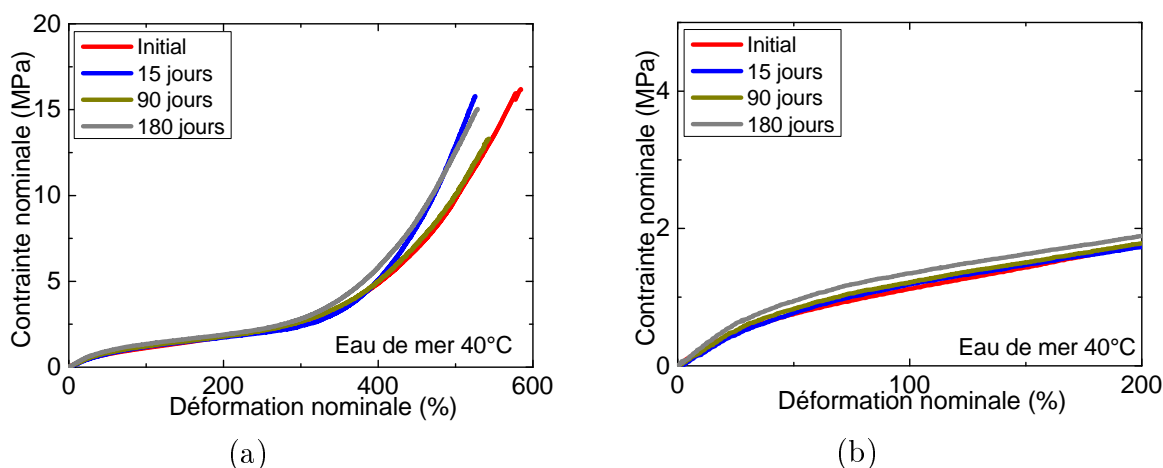 20
15
10
5
0
Contrainte nominale (MPa)
Initial
15 jours
90 jours
180 jours
Eau de mer 40°C
0
200
400
600
Déformation nominale (%)
(a)
4
2
0
Contrainte nominale (MPa)
Initial
15 jours
90 jours
180 jours
Eau de mer 40°C
0
100
200
Déformation nominale (%)
(b)